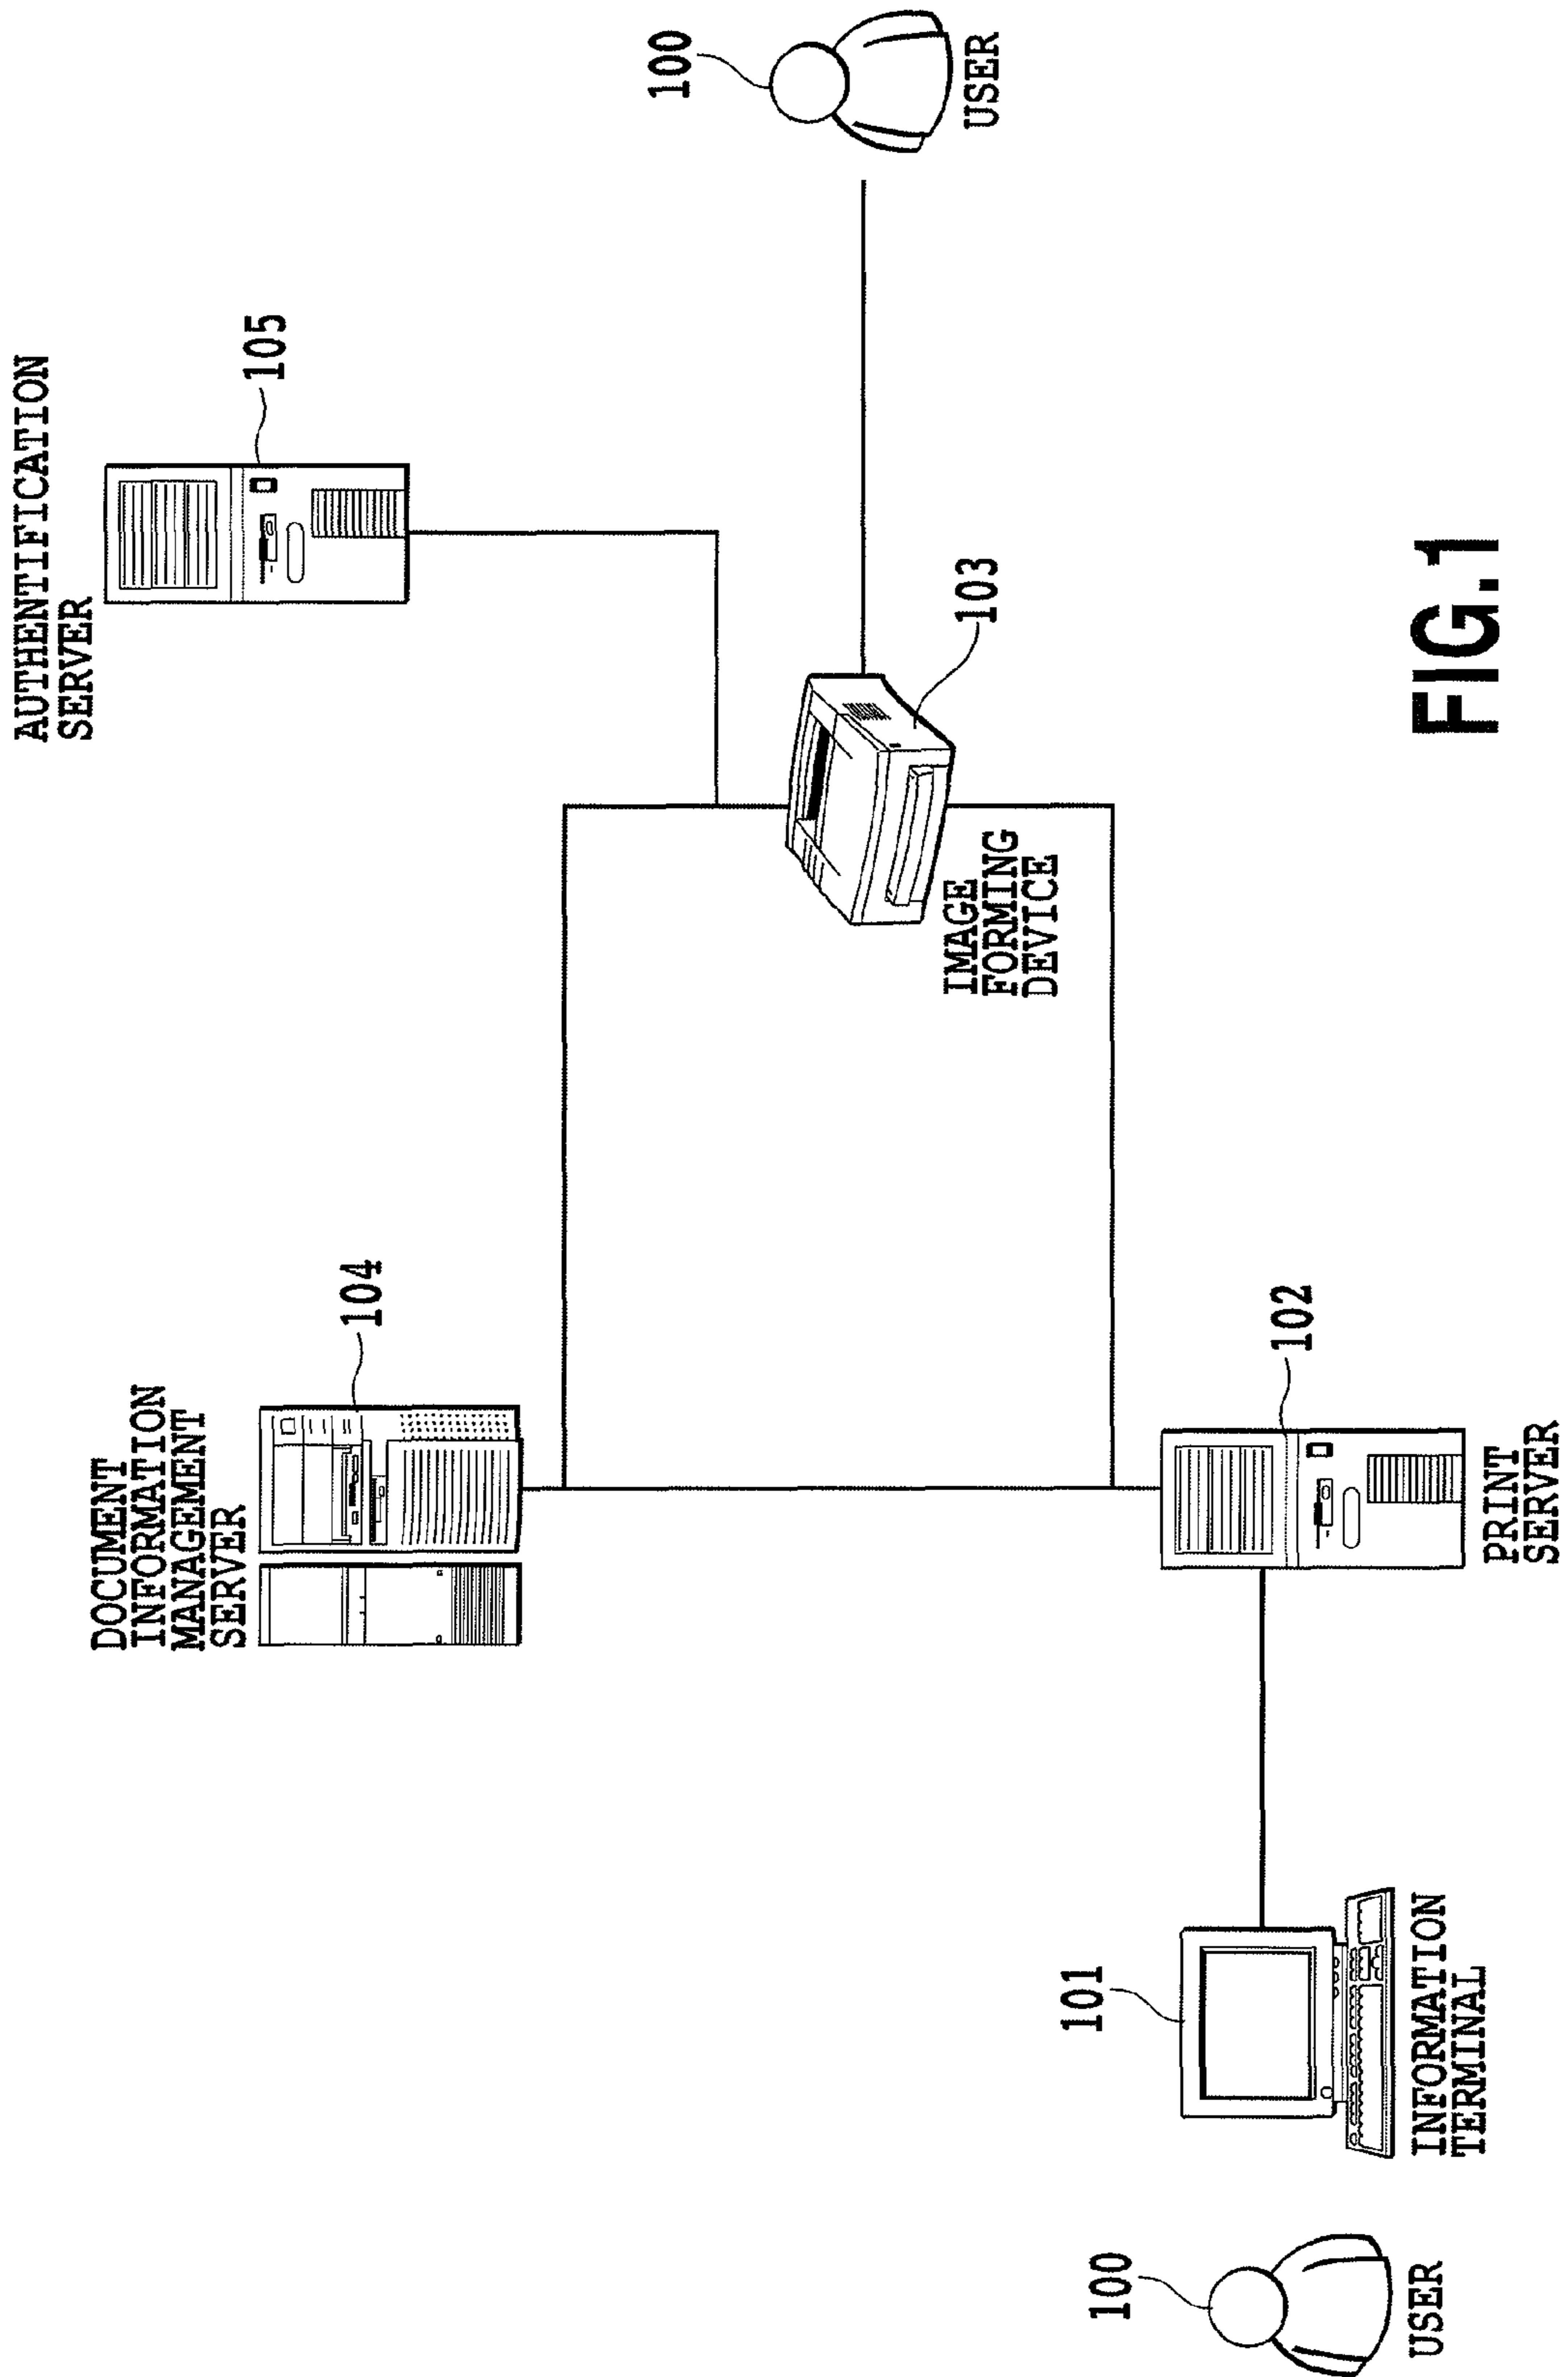 AUTHENTIFICATION
SERVER
105
100
USER
DOCUMENT
INFORMATION
MANAGEMENT
SERVER
104
103
IMAGE
FORMING
DEVICE
102
PRINT
SERVER
101
INFORMATION
TERMINAL
100
USER
FIG.1